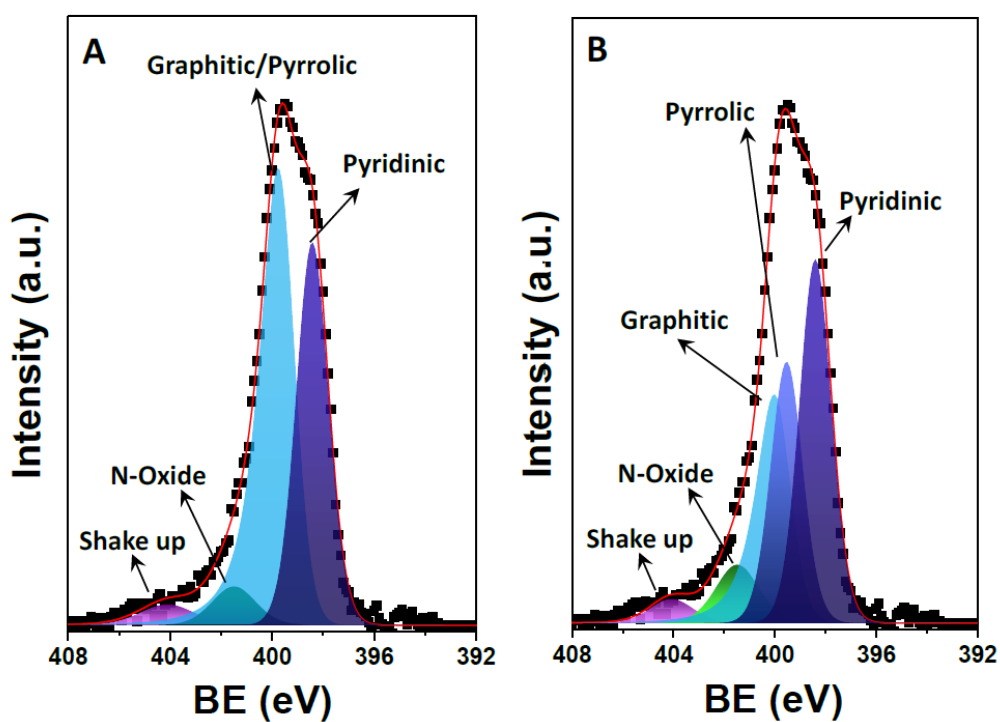 A
Graphitic/Pyrrolic
Pyridinic
N-Oxide
Shake up
Intensity (a.u.)
408 404 400 396 392
BE (eV)
B
Pyrrolic
Pyridinic
Graphitic
N-Oxide
Shake up
Intensity (a.u.)
408 404 400 396 392
BE (eV)